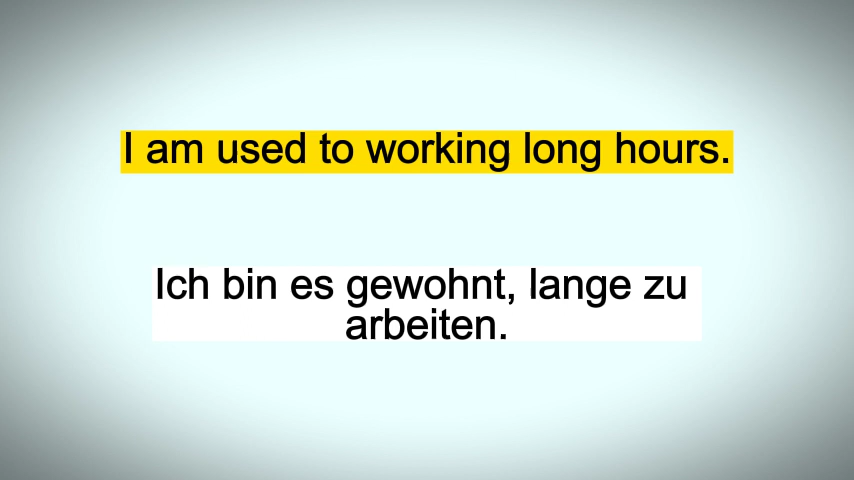 I am used to working long hours.
Ich bin es gewohnt, lange zu
arbeiten.